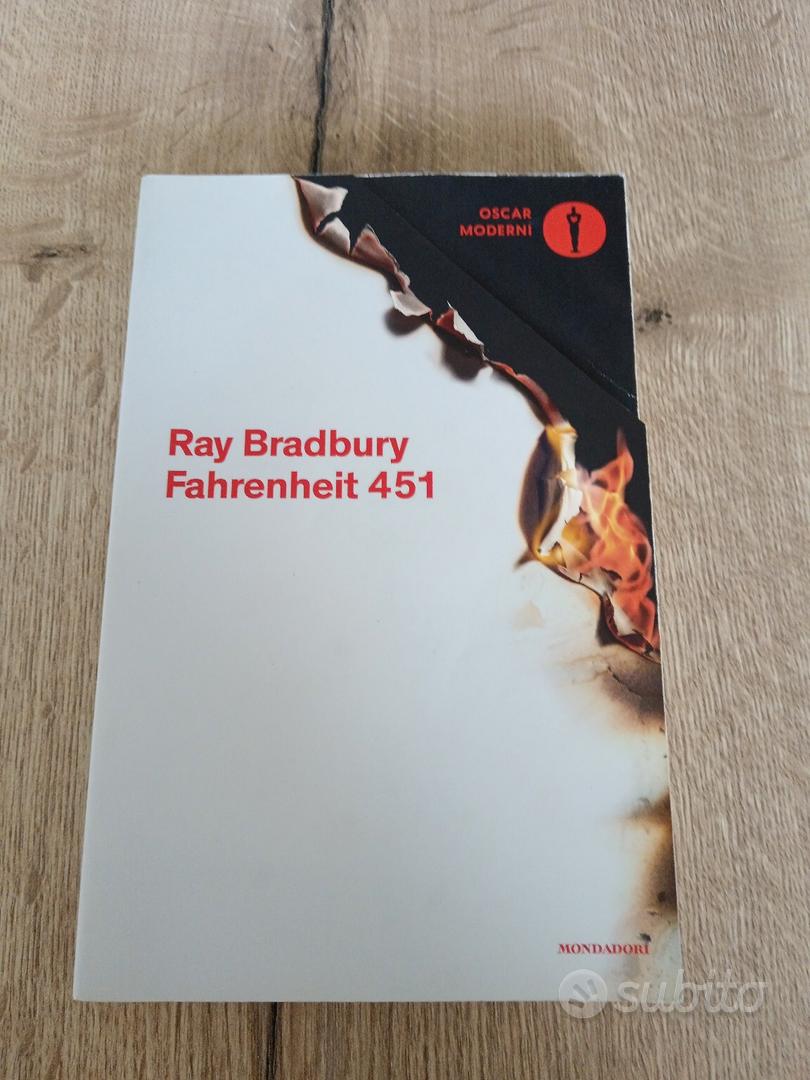 OSCAR
MODERNI
Ray Bradbury
Fahrenheit 451
MONDADORI
subito